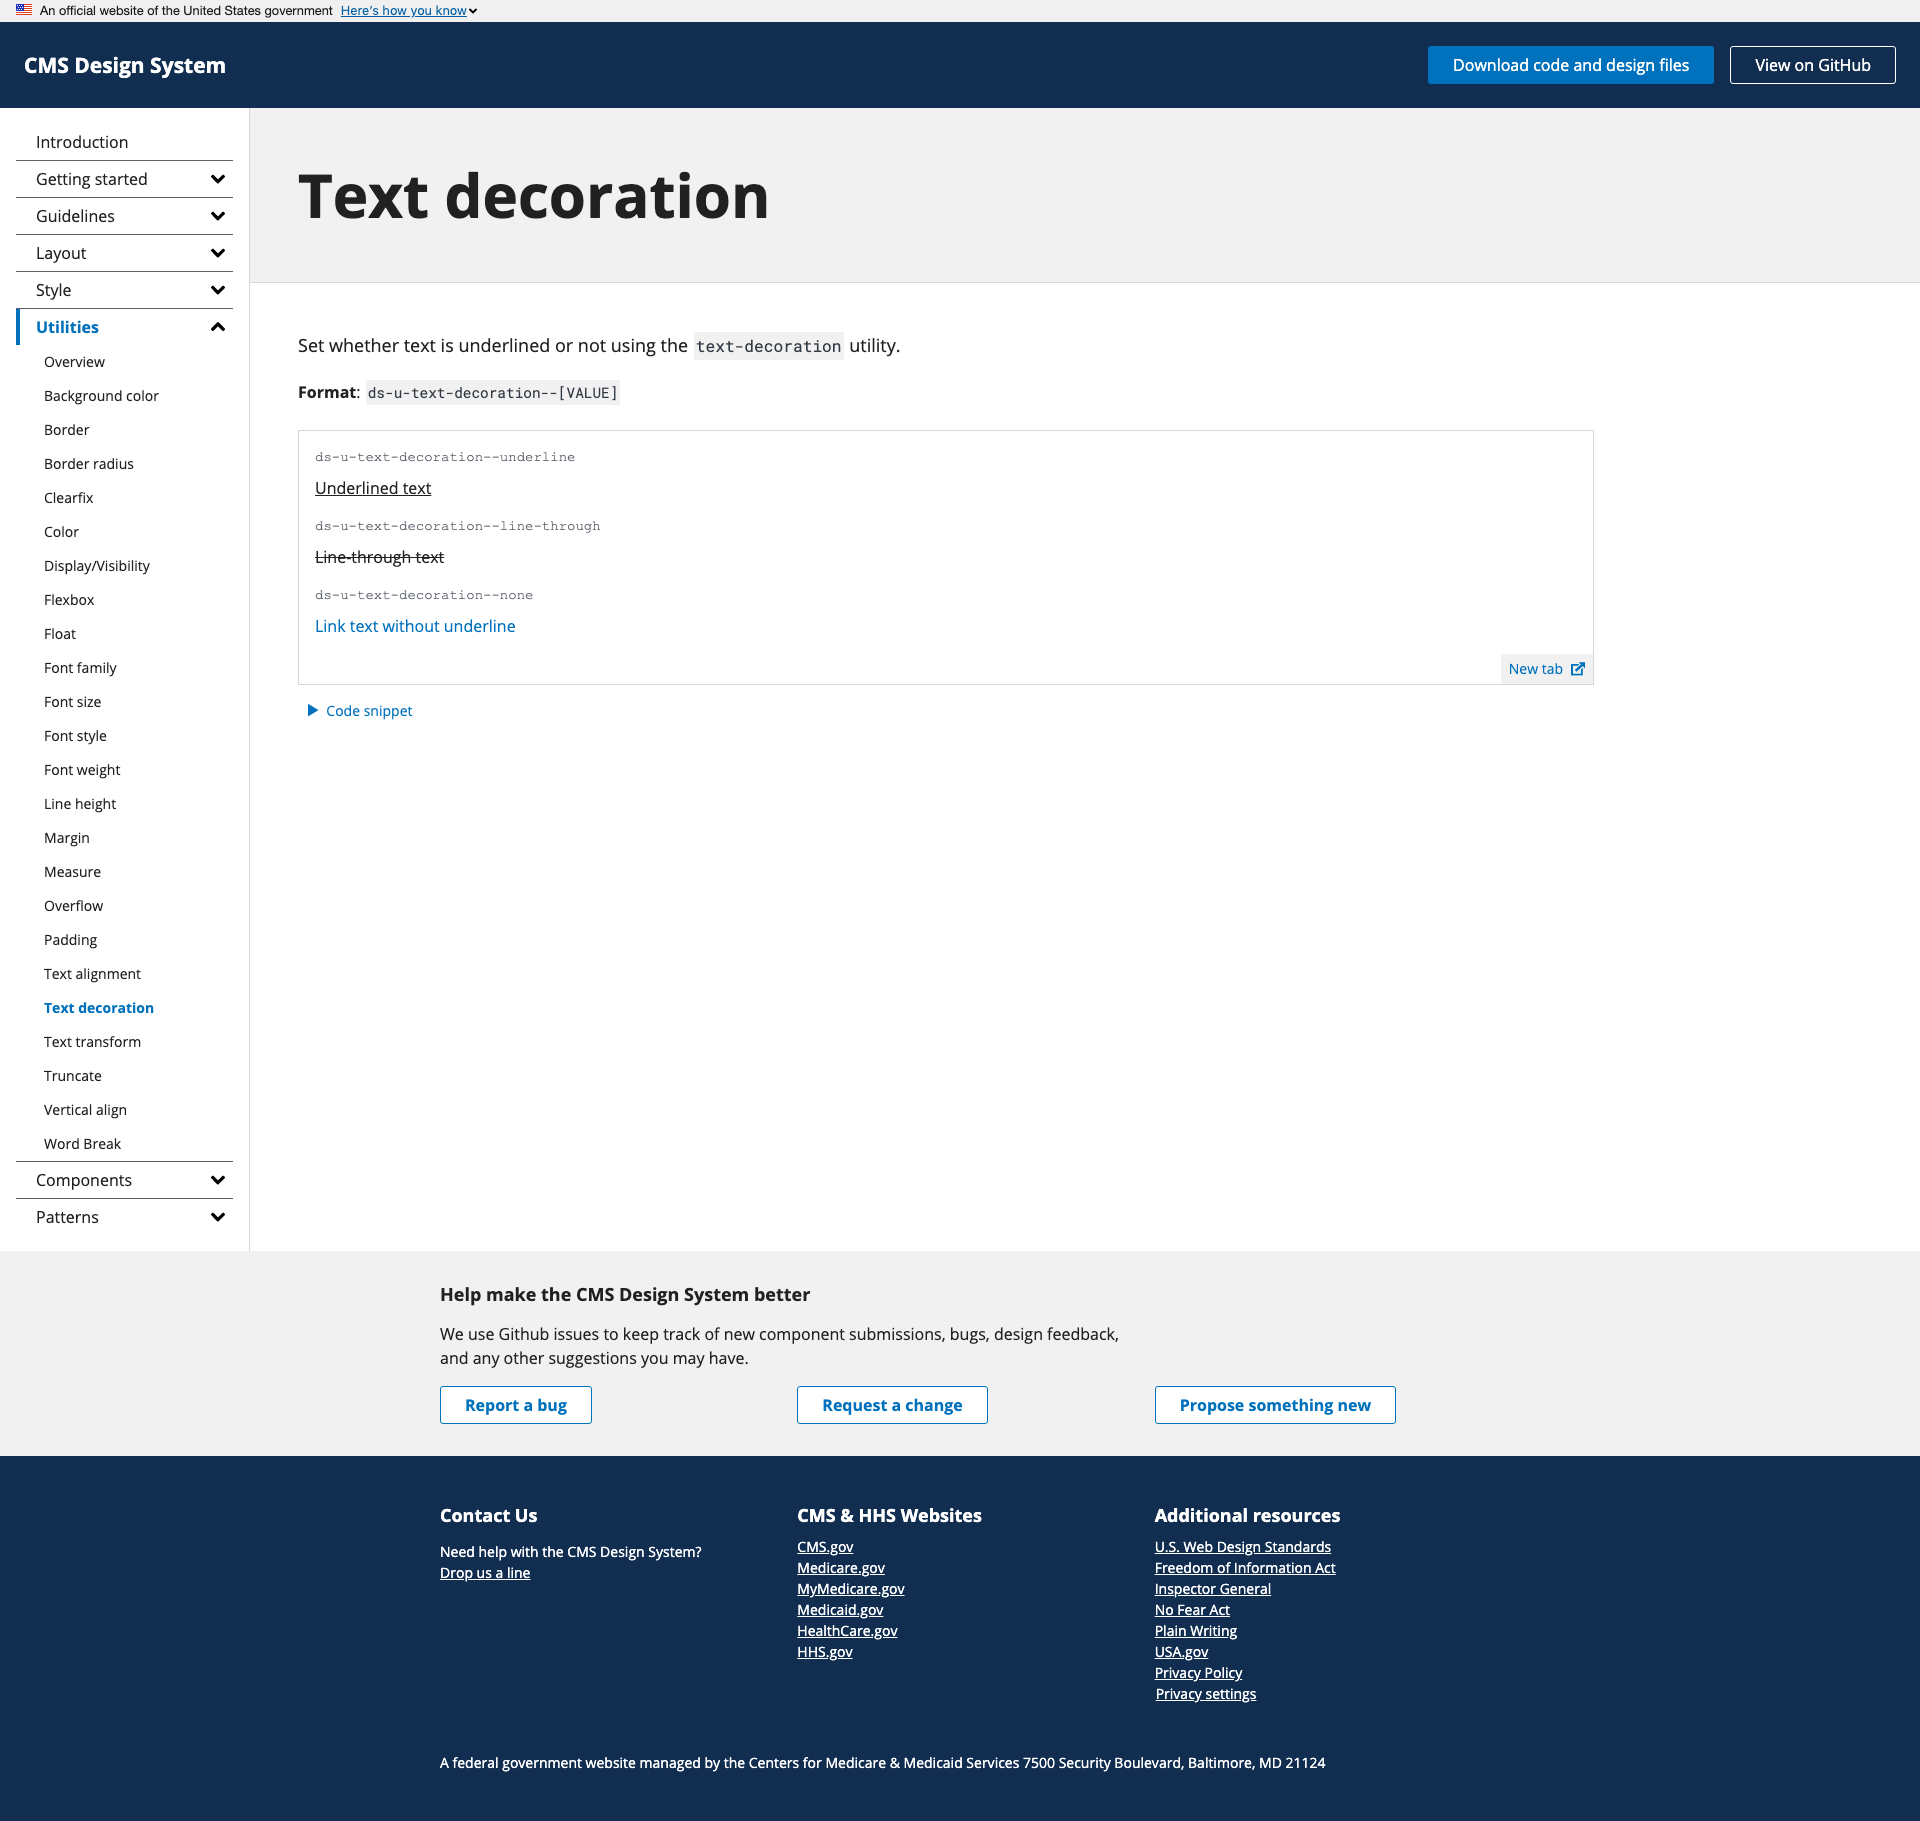 An official website of the United States government Here's how you know
CMS Design System
Download code and design files
View on GitHub
Introduction
Getting started
Guidelines
Layout
Style
Utilities
Overview
Background color
Border
Border radius
Clearfix
Color
Display/Visibility
Flexbox
Float
Font family
Font size
Font style
Font weight
Line height
Margin
Measure
Overflow
Padding
Text alignment
Text decoration
Text transform
Truncate
Vertical align
Word Break
Components
Patterns
Text decoration
Set whether text is underlined or not using the text-decoration utility.
Format: ds-u-text-decoration--[VALUE]
ds-u-text-decoration--underline
Underlined text
ds-u-text-decoration--line-through
Line-through text
ds-u-text-decoration--none
Link text without underline
New tab
Code snippet
Help make the CMS Design System better
We use Github issues to keep track of new component submissions, bugs, design feedback,
and any other suggestions you may have.
Report a bug
Request a change
Propose something new
Contact Us
Need help with the CMS Design System?
Drop us a line
CMS & HHS Websites
CMS.gov
Medicare.gov
MyMedicare.gov
Medicaid.gov
HealthCare.gov
HHS.gov
Additional resources
U.S. Web Design Standards
Freedom of Information Act
Inspector General
No Fear Act
Plain Writing
USA.gov
Privacy Policy
Privacy settings
A federal government website managed by the Centers for Medicare & Medicaid Services 7500 Security Boulevard, Baltimore, MD 21124